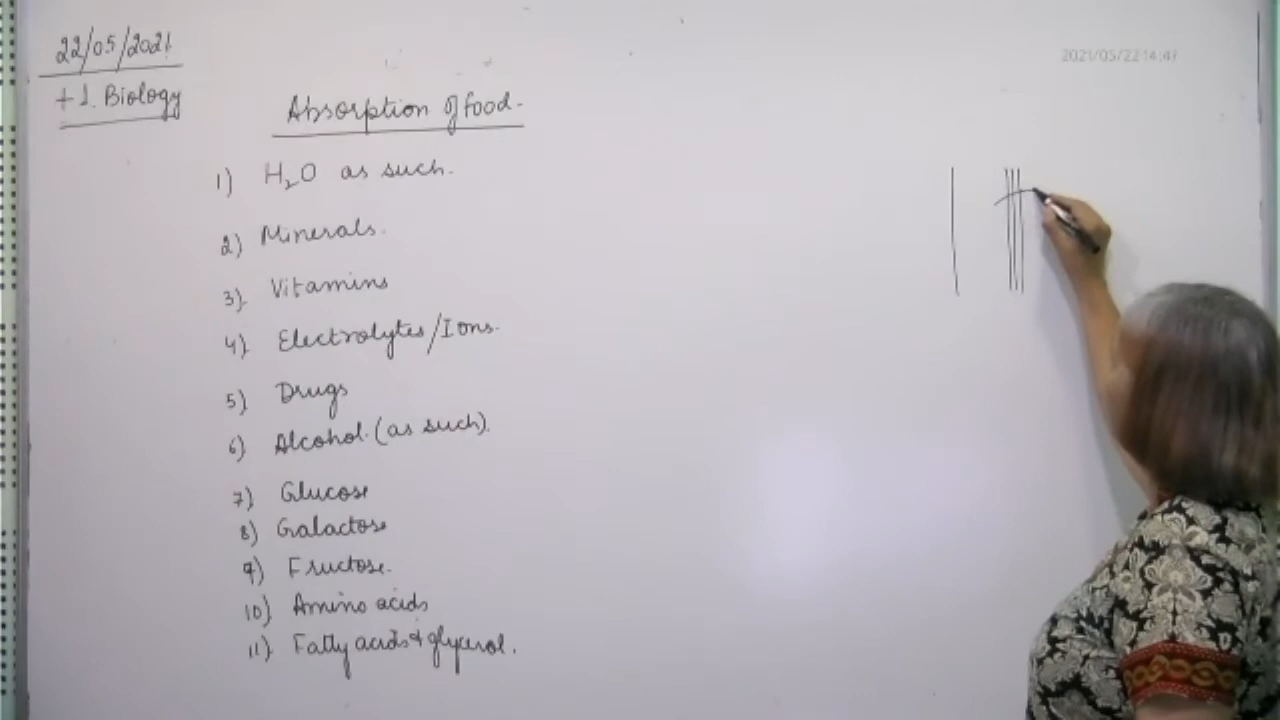 22/05/2021
+1. Biology
Absorption of food.
1) H₂O as such.
2) Minerals.
3) Vitamins
4) Electrolytes/Ions.
5) Drugs
6) Alcohol. (as such).
7) Glucose
8) Galactose
9) Fructose.
10) Amino acids
11) Fatty acids & glycerol.
2021/05/22 14:47